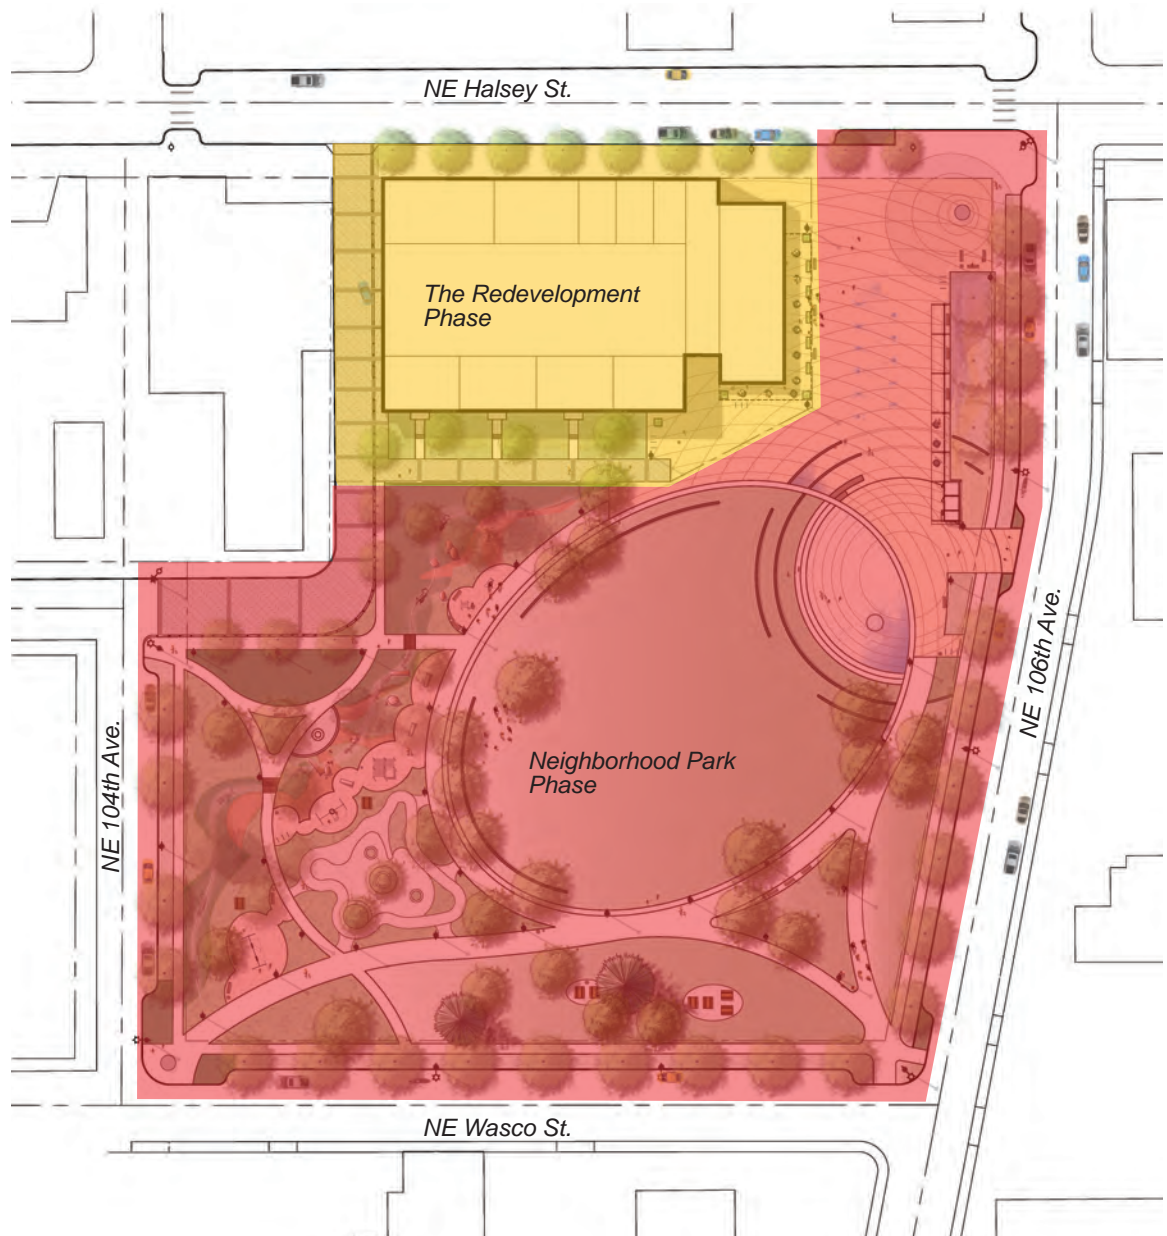 NE Halsey St.
The Redevelopment
Phase
NE 106th Ave.
NE 104th Ave.
Neighborhood Park
Phase
NE Wasco St.